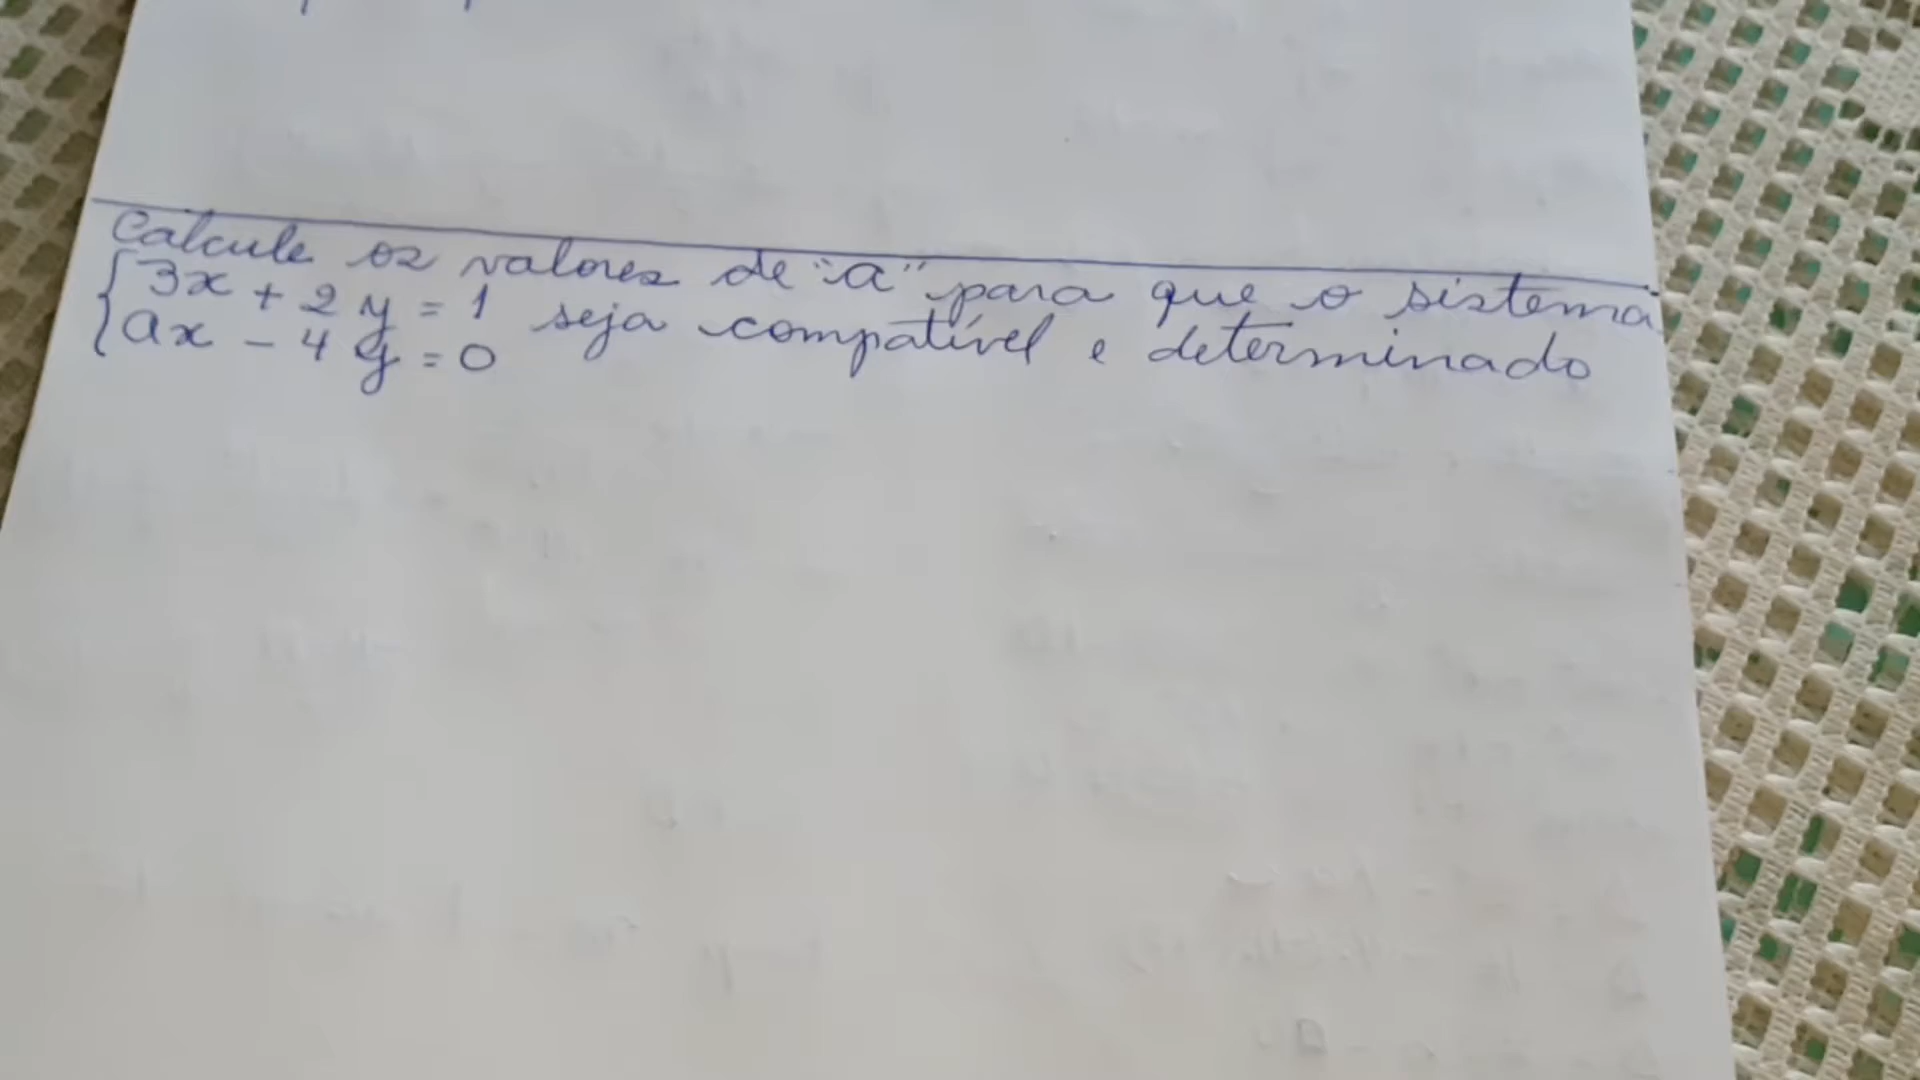 Calcule os valores de "a" para que o sistema
{3x + 2y = 1 seja compatível e determinado
{ax - 4y = 0